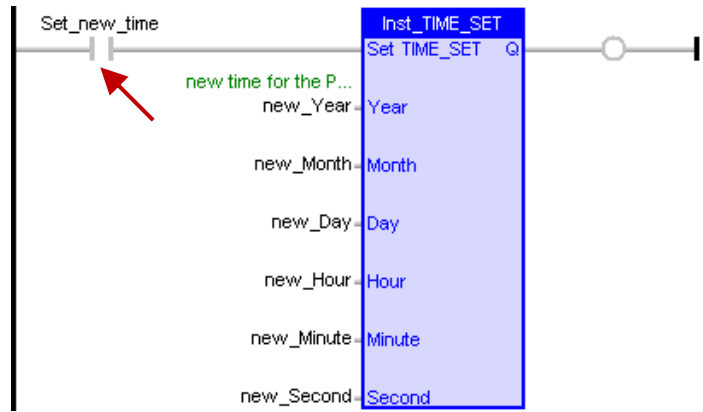 Set_new_time
Inst_TIME_SET
Set TIME_SET Q
new time for the P...
new_Year Year
new_Month Month
new_Day Day
new_Hour Hour
new_Minute Minute
new_Second Second